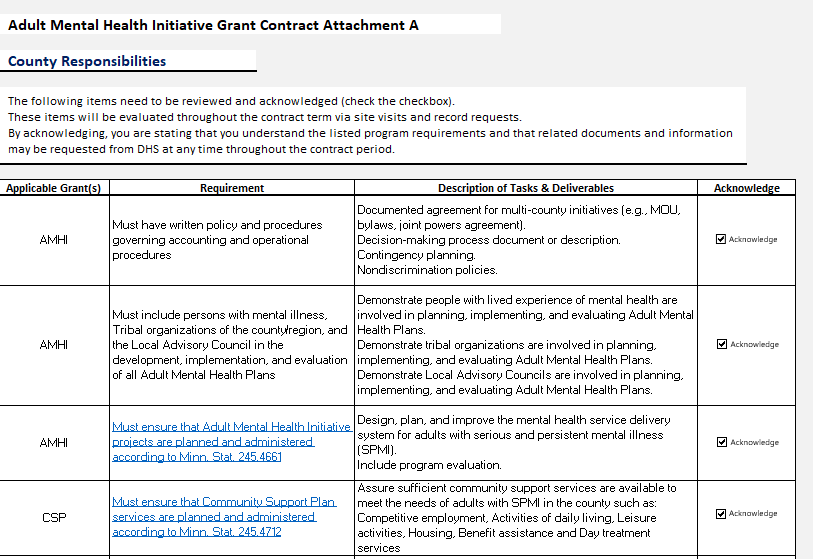 Adult Mental Health Initiative Grant Contract Attachment A
County Responsibilities
The following items need to be reviewed and acknowledged (check the checkbox).
These items will be evaluated throughout the contract term via site visits and record requests.
By acknowledging, you are stating that you understand the listed program requirements and that related documents and information
may be requested from DHS at any time throughout the contract period.
Applicable Grant(s) Requirement Description of Tasks & Deliverables Acknowledge
AMHI
Must have written policy and procedures
governing accounting and operational
procedures
Documented agreement for multi-county initiatives (e.g., MOU,
bylaws, joint powers agreement).
Decision-making process document or description.
Contingency planning.
Nondiscrimination policies.
Acknowledge
AMHI
Must include persons with mental illness,
Tribal organizations of the county/region, and
the Local Advisory Council in the
development, implementation, and evaluation
of all Adult Mental Health Plans
Demonstrate people with lived experience of mental health are
involved in planning, implementing, and evaluating Adult Mental
Health Plans.
Demonstrate tribal organizations are involved in planning,
implementing, and evaluating Adult Mental Health Plans.
Demonstrate Local Advisory Councils are involved in planning,
implementing, and evaluating Adult Mental Health Plans.
Acknowledge
AMHI
Must ensure that Adult Mental Health Initiative
projects are planned and administered
according to Minn. Stat. 245.4661
Design, plan, and improve the mental health service delivery
system for adults with serious and persistent mental illness
(SPMI).
Include program evaluation.
Acknowledge
CSP
Must ensure that Community Support Plan
services are planned and administered
according to Minn. Stat. 245.4712
Assure sufficient community support services are available to
meet the needs of adults with SPMI in the county such as:
Competitive employment, Activities of daily living, Leisure
activities, Housing, Benefit assistance and Day treatment
services
Acknowledge